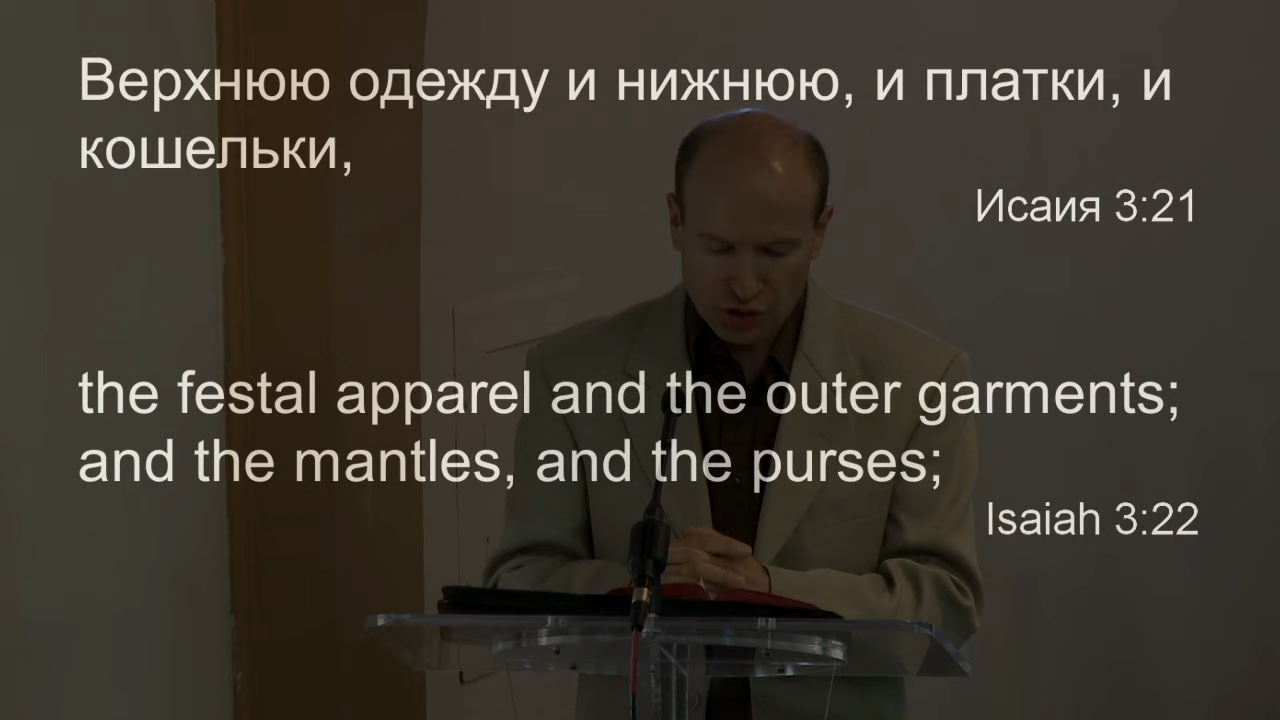 Верхнюю одежду и нижнюю, и платки, и
кошельки,
Исаия 3:21
the festal apparel and the outer garments;
and the mantles, and the purses;
Isaiah 3:22